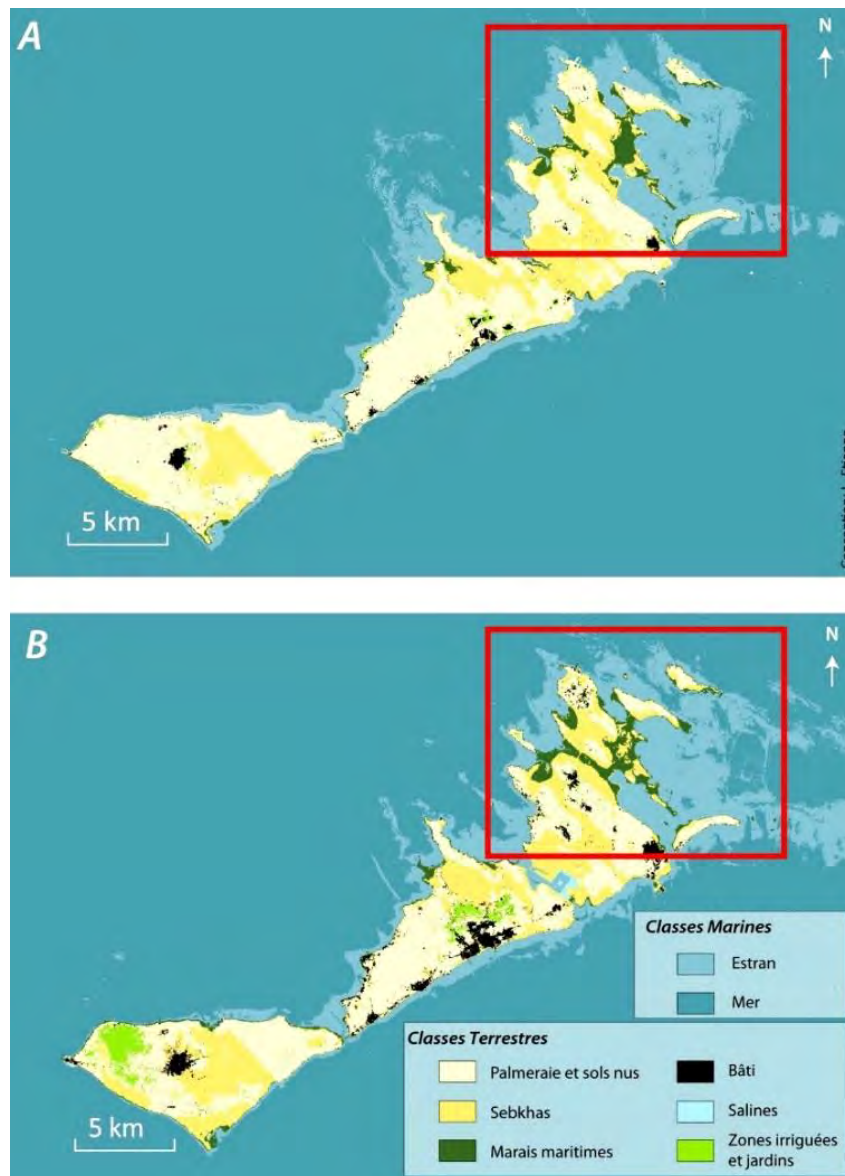 A
N
5 km
B
N
Classes Marines
Estran
Mer
Classes Terrestres
Palmeraie et sols nus
Bâti
Sebkhas
Salines
Marais maritimes
Zones irriguées
et jardins
5 km